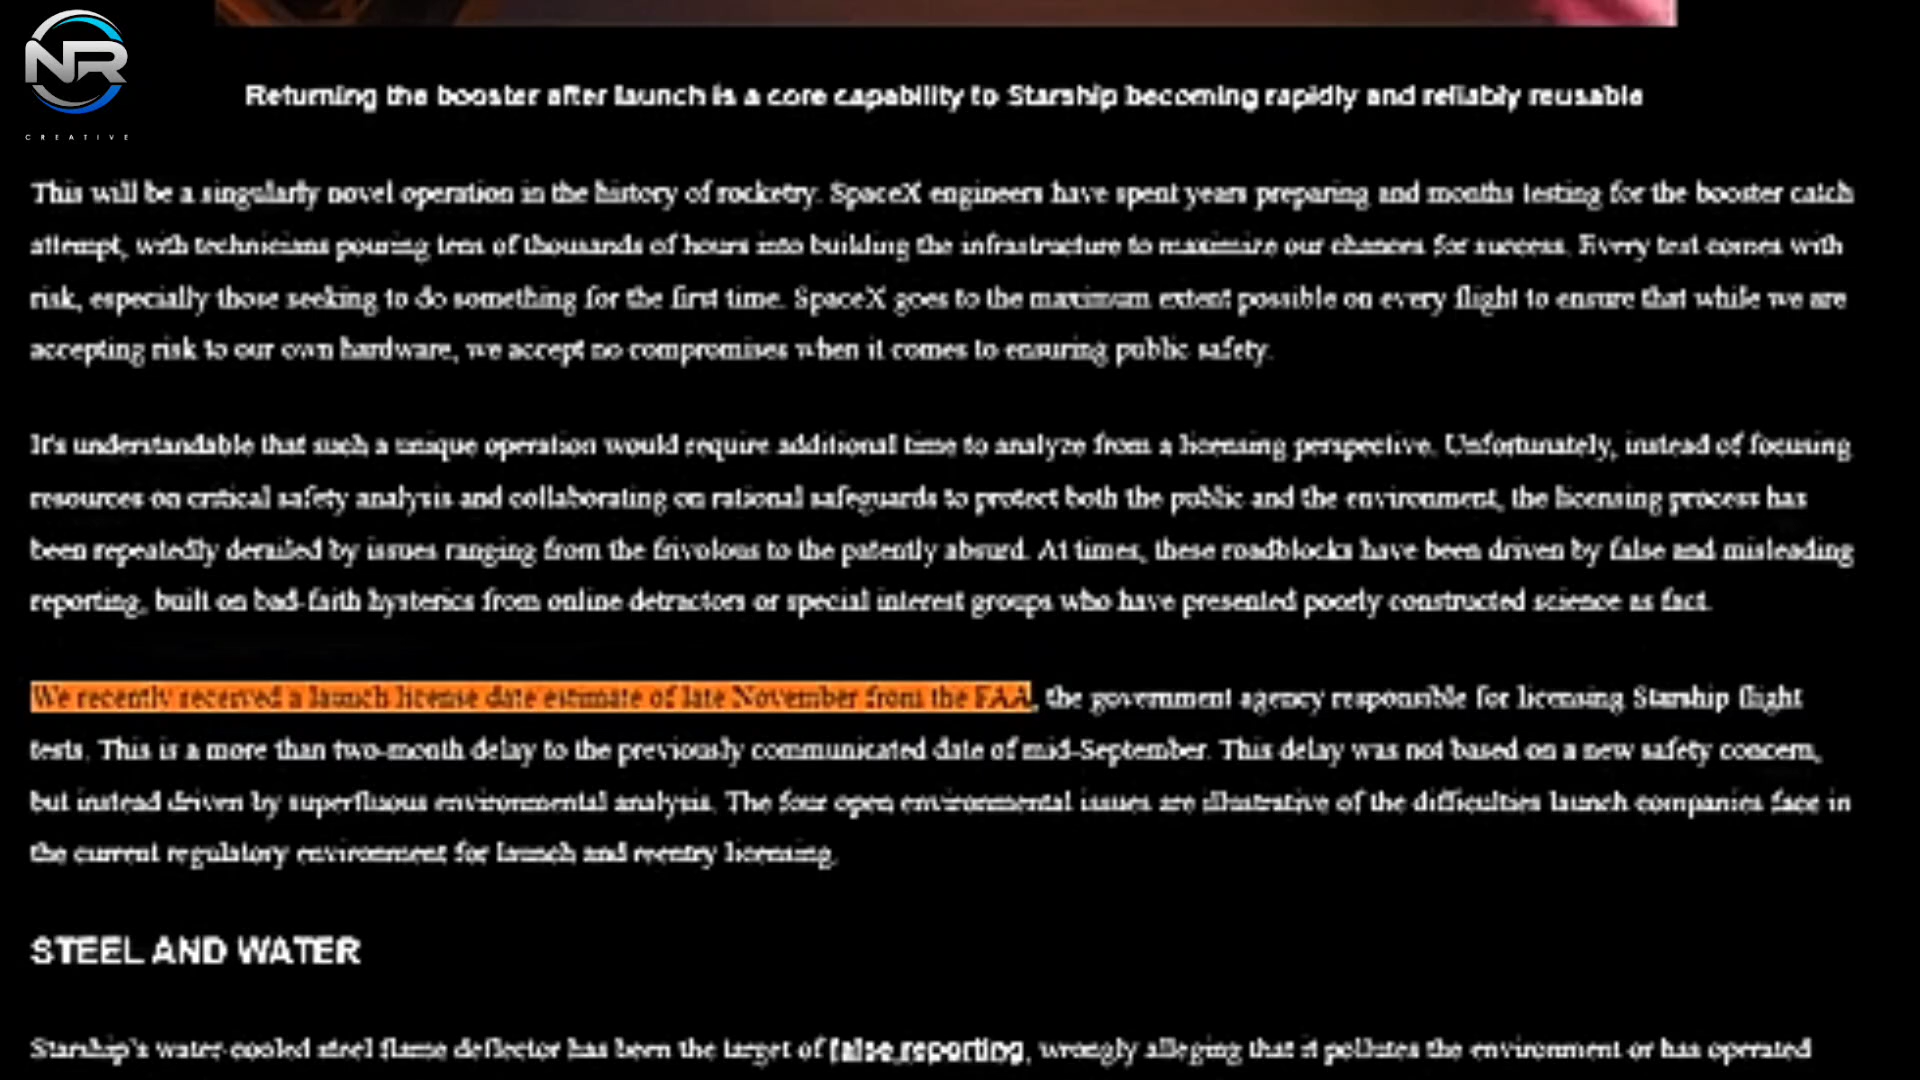 NR
CREATIVE
Returning the booster after launch is a core capability to Starship becoming rapidly and reliably reusable
This will be a singularly novel operation in the history of rocketry. SpaceX engineers have spent years preparing and months testing for the booster catch
attempt, with technicians pouring tens of thousands of hours into building the infrastructure to maximize our chances for success. Every test comes with
risk, especially those seeking to do something for the first time. SpaceX goes to the maximum extent possible on every flight to ensure that while we are
accepting risk to our own hardware, we accept no compromises when it comes to ensuring public safety.
It's understandable that such a unique operation would require additional time to analyze from a licensing perspective. Unfortunately, instead of focusing
resources on critical safety analysis and collaborating on rational safeguards to protect both the public and the environment, the licensing process has
been repeatedly derailed by issues ranging from the frivolous to the patently absurd. At times, these roadblocks have been driven by false and misleading
reporting, built on bad-faith hysterics from online detractors or special interest groups who have presented poorly constructed science as fact.
We recently received a launch license date estimate of late November from the FAA, the government agency responsible for licensing Starship flight
tests. This is a more than two-month delay to the previously communicated date of mid-September. This delay was not based on a new safety concern,
but instead driven by superfluous environmental analysis. The four open environmental issues are illustrative of the difficulties launch companies face in
the current regulatory environment for launch and reentry licensing.
STEEL AND WATER
Starship's water-cooled steel flame deflector has been the target of false reporting, wrongly alleging that it pollutes the environment or has operated